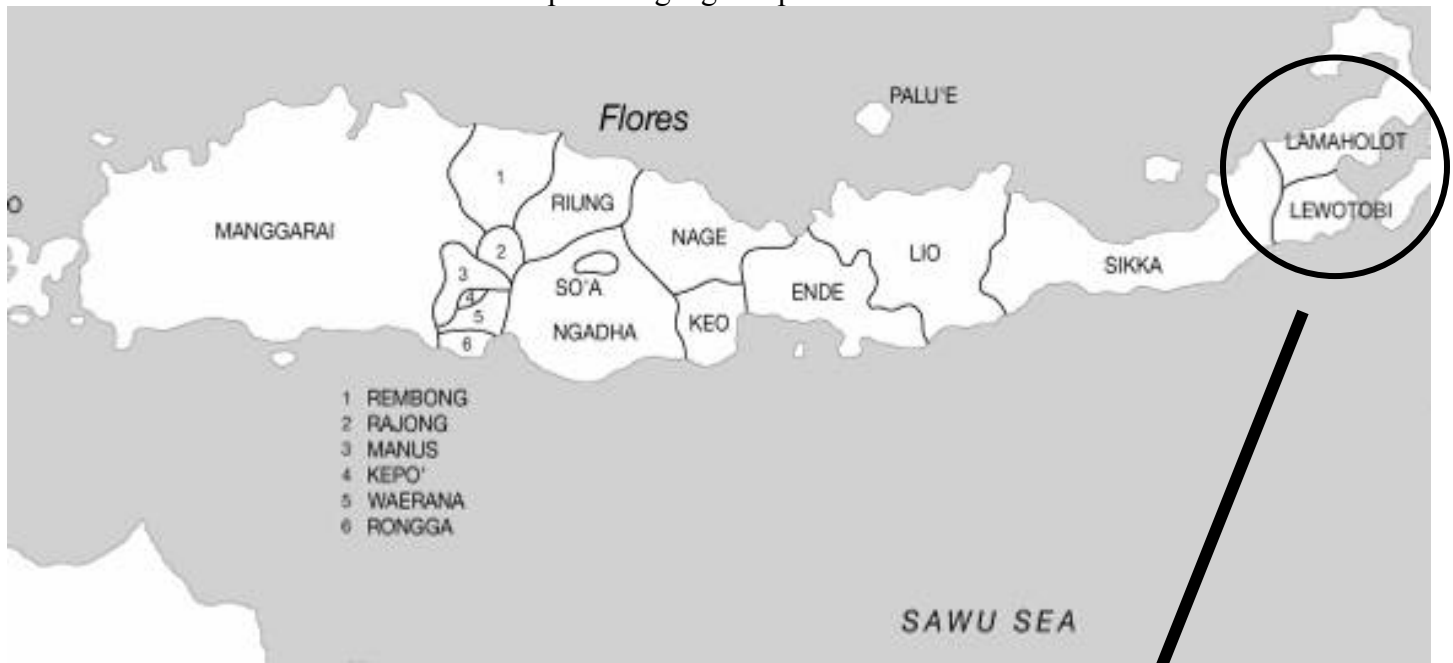 Flores
PALU'E
LAMAHOLOT
LEWOTOBI
1
RIUNG
MANGGARAI
NAGE
2
LIO
SIKKA
3
SO'A
4
ENDE
5
KEO
NGADHA
6
1 REMBONG
2 RAJONG
3 MANUS
4 KEPO'
5 WAERANA
6 RONGGA
SAWU SEA